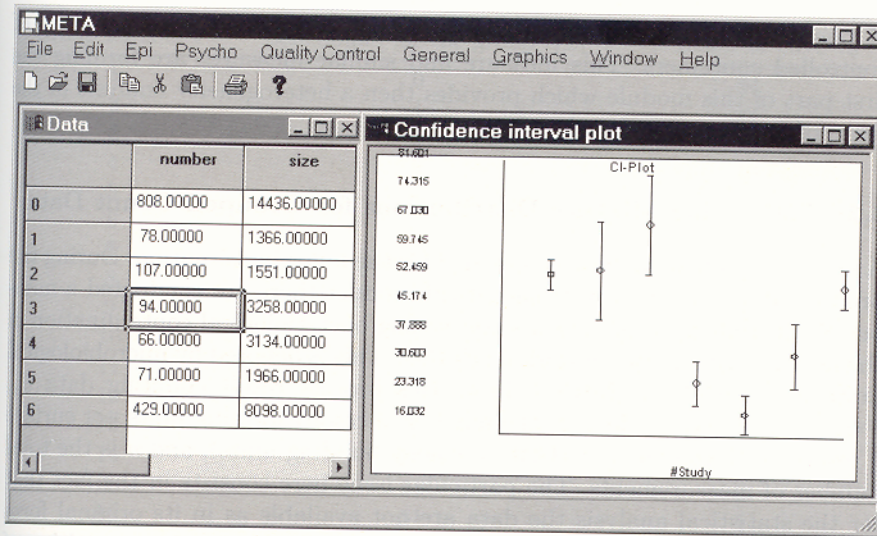 META
File Edit Epi Psycho Quality Control General Graphics Window Help
Data
number size
0 808.00000 14436.00000
1 78.00000 1366.00000
2 107.00000 1551.00000
3 94.00000 3258.00000
4 66.00000 3134.00000
5 71.00000 1966.00000
6 429.00000 8098.00000
Confidence interval plot
CI-Plot
81.601
74.315
67.030
59.745
52.459
45.174
37.888
30.603
23.318
16.032
#Study